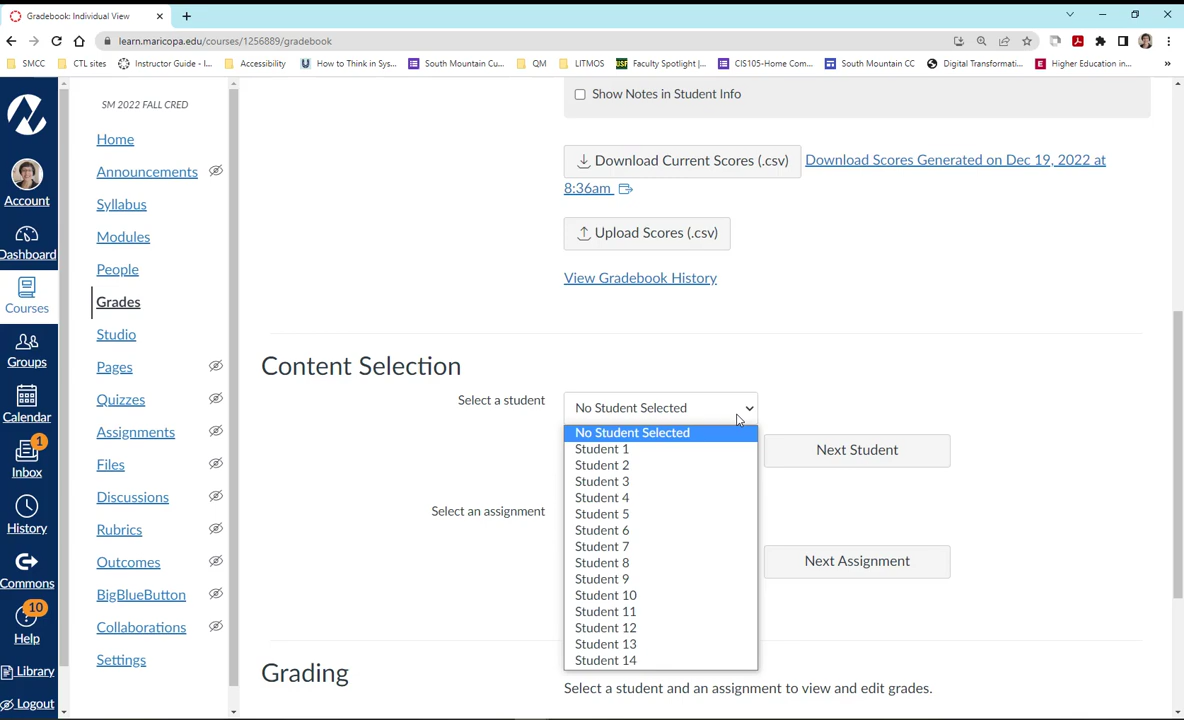 Gradebook: Individual View
learn.maricopa.edu/courses/1256889/gradebook
SMCC
CTL sites
Instructor Guide - I...
Accessibility
How to Think in Sys...
South Mountain Cu...
QM
LITMOS
USF
Faculty Spotlight |...
CIS105-Home Com...
South Mountain CC
Digital Transformati...
E
Higher Education in...
»
Account
Dashboard
Courses
Groups
Calendar
1
Inbox
History
Commons
10
Help
Library
Logout
SM 2022 FALL CRED
Home
Announcements
Syllabus
Modules
People
Grades
Studio
Pages
Quizzes
Assignments
Files
Discussions
Rubrics
Outcomes
BigBlueButton
Collaborations
Settings
Show Notes in Student Info
Download Current Scores (.csv)
Download Scores Generated on Dec 19, 2022 at
8:36am
Upload Scores (.csv)
View Gradebook History
Content Selection
Select a student
No Student Selected
No Student Selected
Student 1
Student 2
Student 3
Student 4
Student 5
Student 6
Student 7
Student 8
Student 9
Student 10
Student 11
Student 12
Student 13
Student 14
Next Student
Select an assignment
Next Assignment
Grading
Select a student and an assignment to view and edit grades.